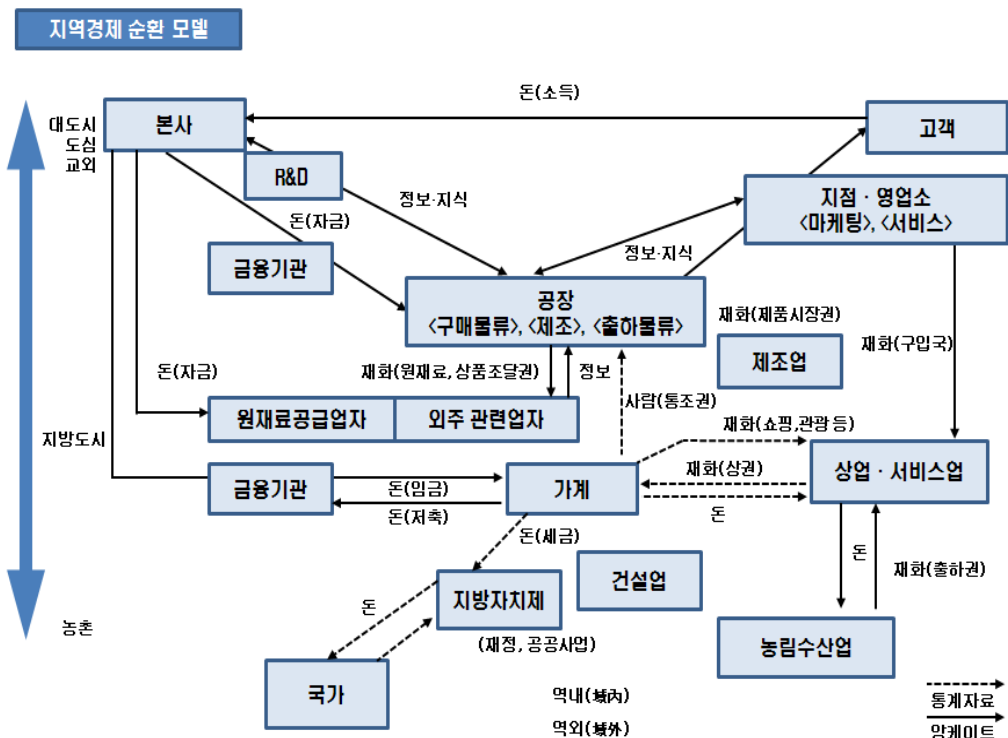 지역경제 순환 모델
돈(소득)
대도시
도심
교외
본사
고객
R&D
정보·지식
지점 · 영업소
〈마케팅〉, 〈서비스〉
돈(자금)
정보·지식
금융기관
공장
〈구매물류〉, 〈제조〉, 〈출하물류〉
재화(제품시장권)
재화(구입국)
제조업
돈(자금)
재화(원재료, 상품조달권)
정보
사람(통조권)
원재료공급업자
외주 관련업자
재화(쇼핑,관광 등)
지방도시
금융기관
돈(임금)
돈(저축)
가계
재화(상권)
돈
상업 · 서비스업
돈(세금)
돈
재화(출하권)
건설업
돈
지방자치제
(재정, 공공사업)
농촌
농림수산업
국가
역내(域內)
역외(域外)
통계자료
앙케이트